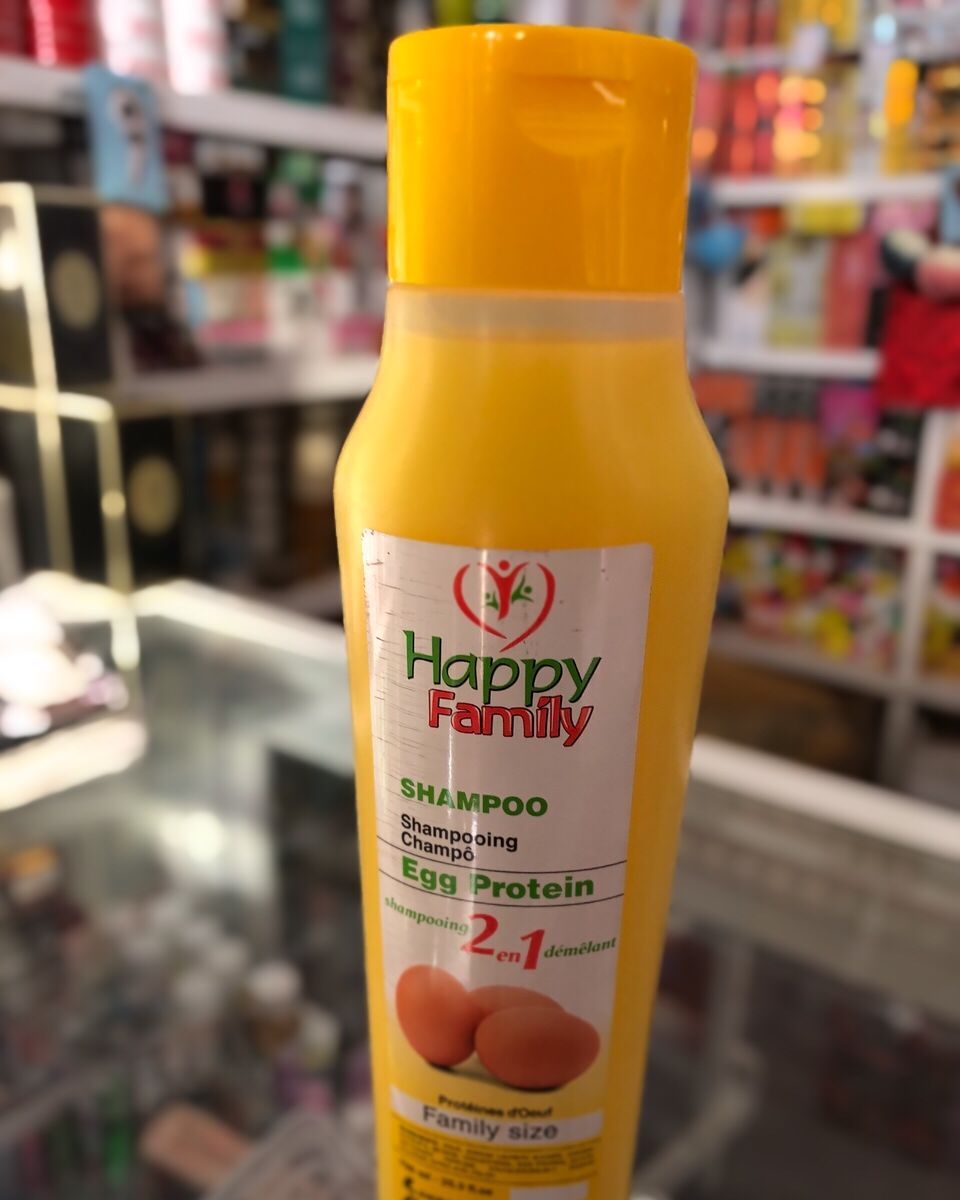 Happy
Family
SHAMPOO
Shampooing
Champô
Egg Protein
shampooing 2 en 1 démêlant
Protéines d'Oeuf
Family size